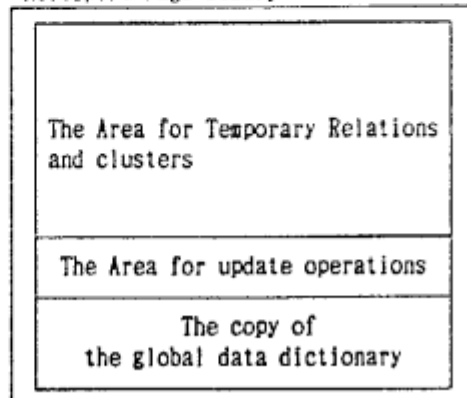 The Area for Temporary Relations
and clusters
The Area for update operations
The copy of
the global data dictionary